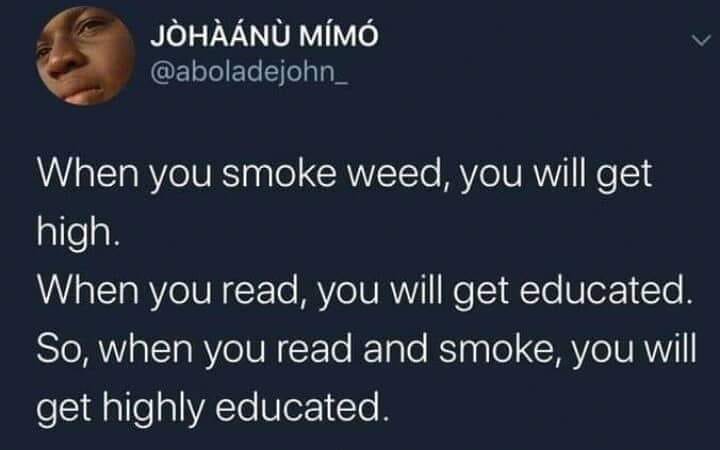 JÒHÀÁNÙ MÍMÓ
@aboladejohn_
When you smoke weed, you will get
high.
When you read, you will get educated.
So, when you read and smoke, you will
get highly educated.